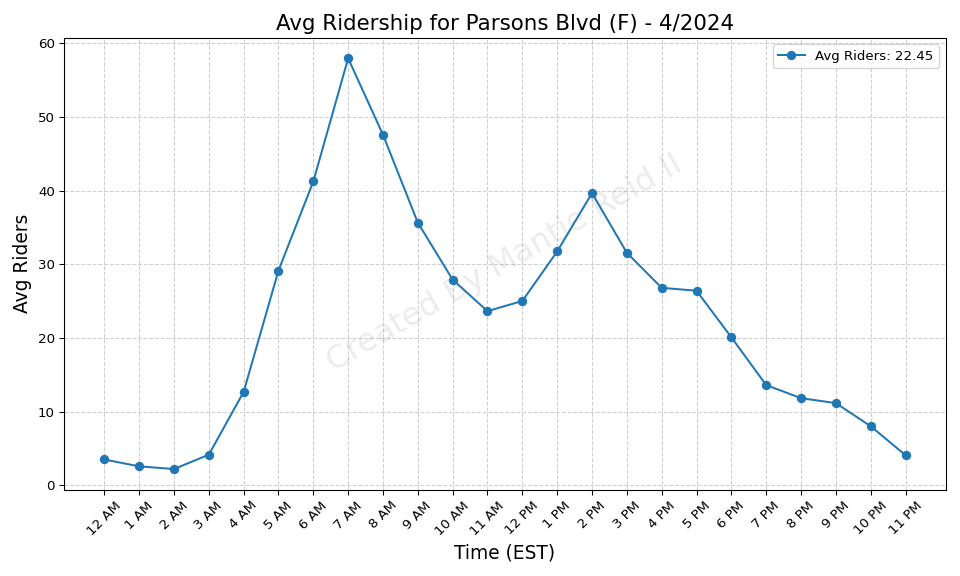 Avg Ridership for Parsons Blvd (F) - 4/2024
Avg Riders: 22.45
60
50
40
30
20
10
0
Avg Riders
Created By Mantic Reid II
12 AM 1 AM 2 AM 3 AM 4 AM 5 AM 6 AM 7 AM 8 AM 9 AM 10 AM 11 AM 12 PM 1 PM 2 PM 3 PM 4 PM 5 PM 6 PM 7 PM 8 PM 9 PM 10 PM 11 PM
Time (EST)